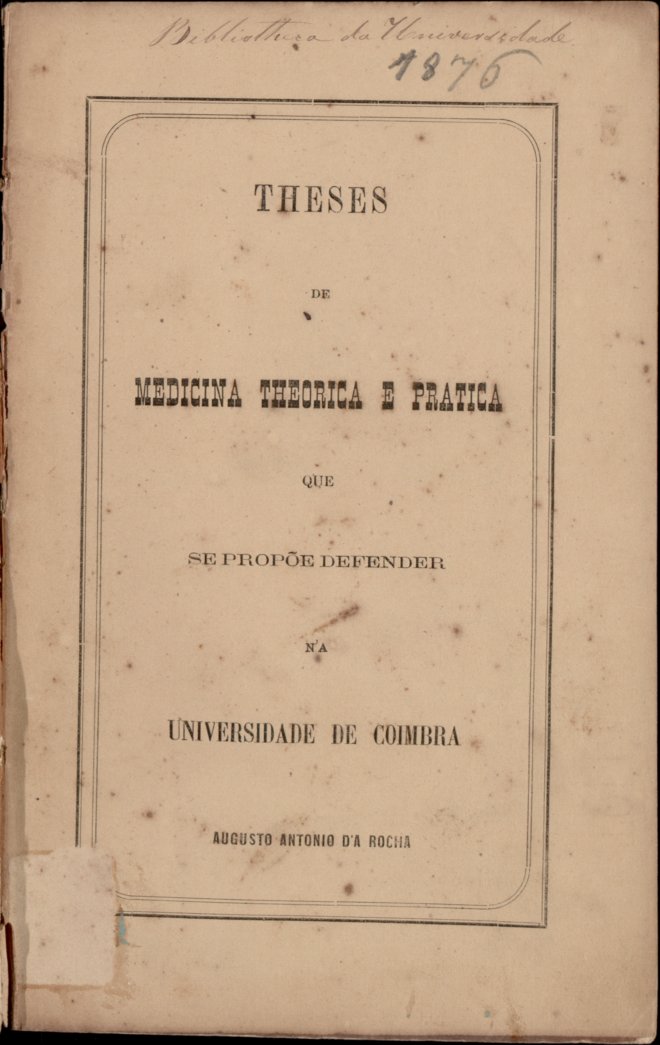 Bibliotheca da Universidade
1876
THESES
DE
MEDICINA THEORICA E PRATICA
QUE
SE PROPÕE DEFENDER
NA
UNIVERSIDADE DE COIMBRA
AUGUSTO ANTONIO D'A ROCHA